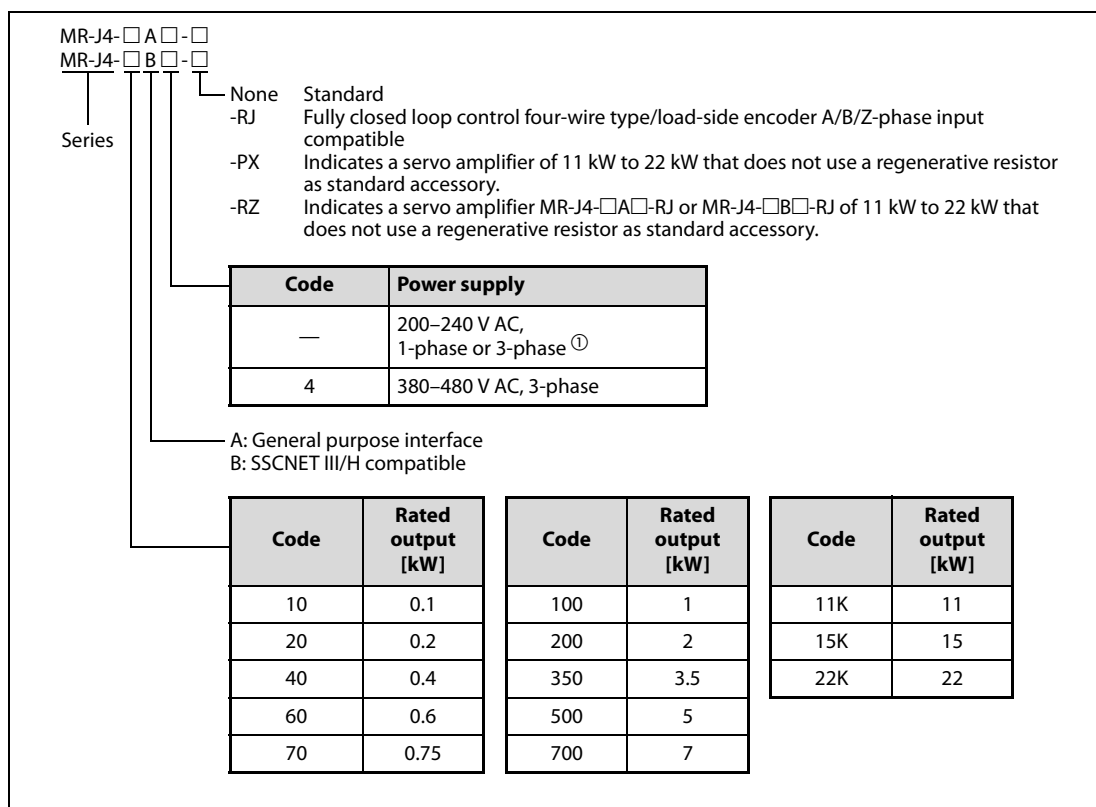 MR-J4-□ A □ - □
MR-J4-□ B □ - □
Series
None Standard
-RJ Fully closed loop control four-wire type/load-side encoder A/B/Z-phase input
compatible
-PX Indicates a servo amplifier of 11 kW to 22 kW that does not use a regenerative resistor
as standard accessory.
-RZ Indicates a servo amplifier MR-J4-□A□-RJ or MR-J4-□B□-RJ of 11 kW to 22 kW that
does not use a regenerative resistor as standard accessory.
Code Power supply
— 200–240 V AC,
1-phase or 3-phase ①
4 380–480 V AC, 3-phase
A: General purpose interface
B: SSCNET III/H compatible
Code Rated
output
[kW]
10 0.1
20 0.2
40 0.4
60 0.6
70 0.75
Code Rated
output
[kW]
100 1
200 2
350 3.5
500 5
700 7
Code Rated
output
[kW]
11K 11
15K 15
22K 22